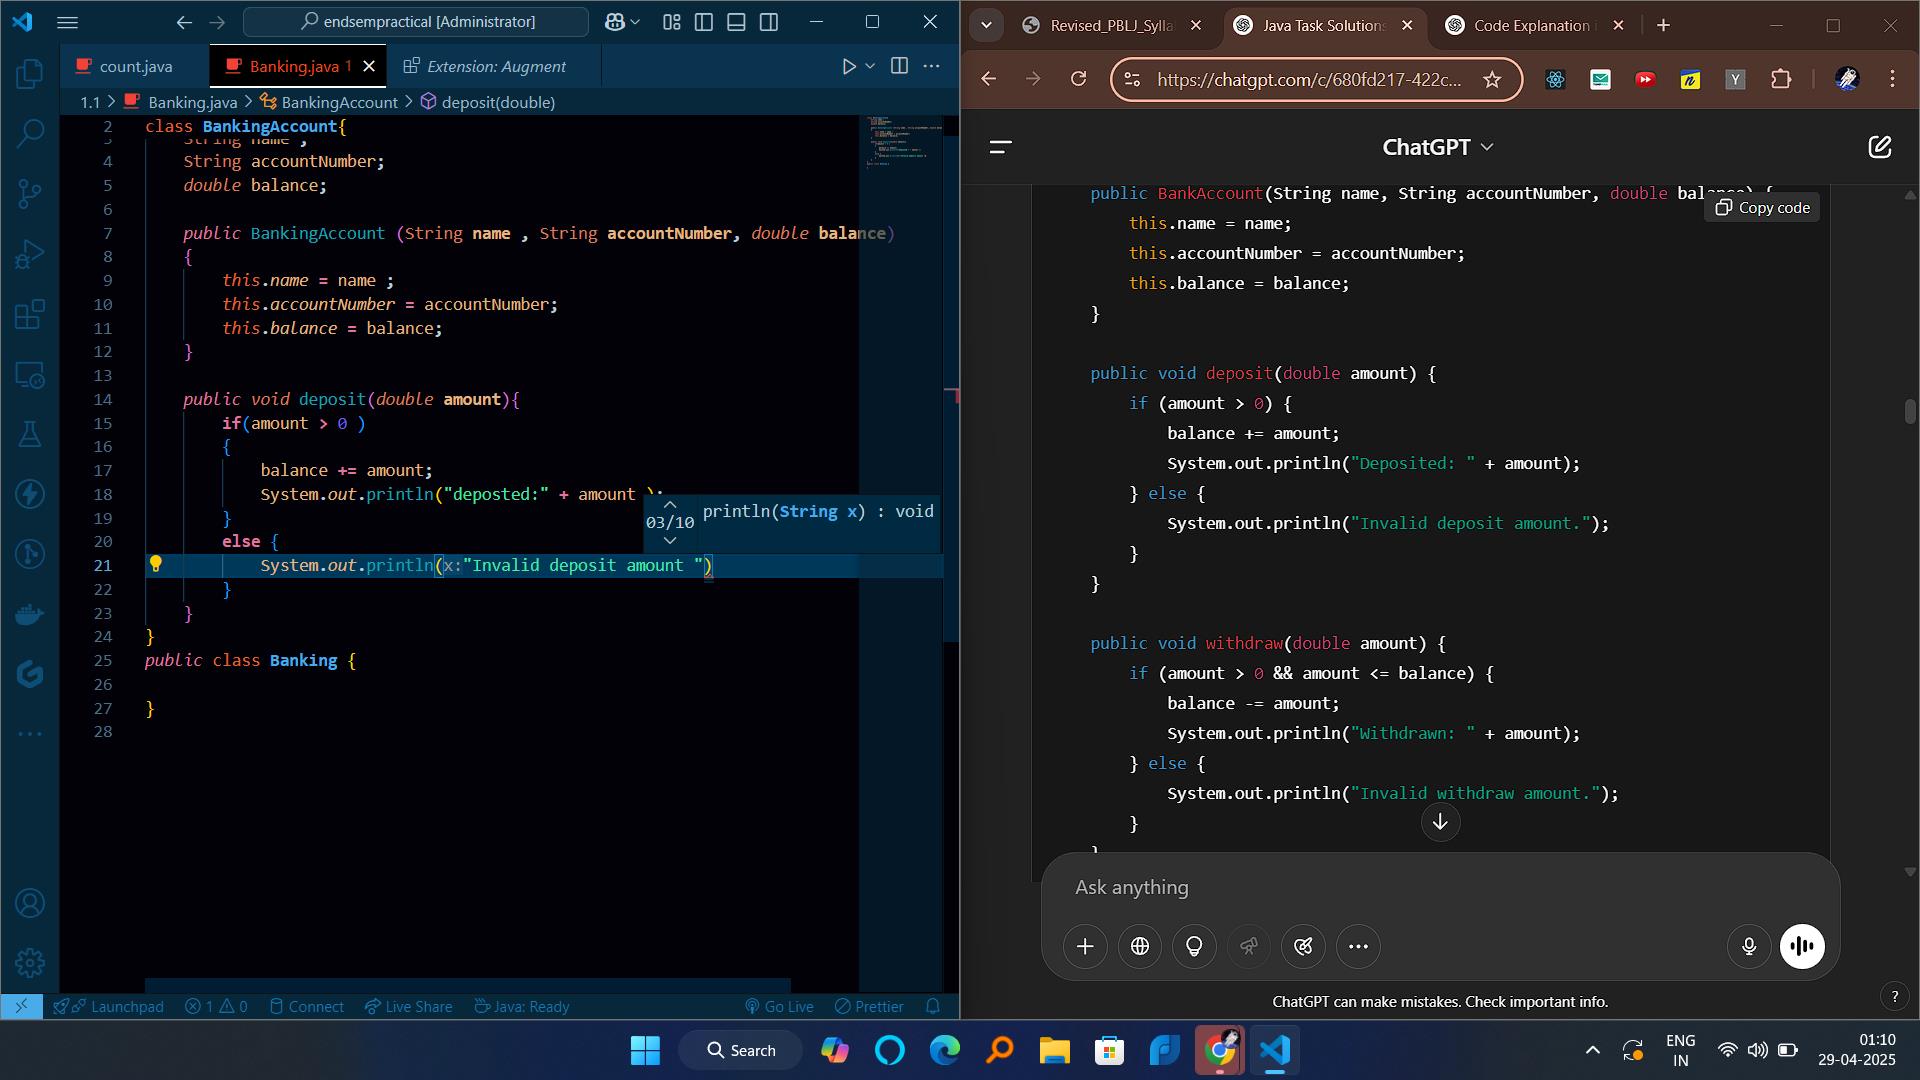 endsempractical [Administrator]
count.java
Banking.java 1
Extension: Augment
1.1 > Banking.java > BankingAccount > deposit(double)
2 class BankingAccount{
3 String name ;
4 String accountNumber;
5 double balance;
6
7 public BankingAccount (String name , String accountNumber, double balance)
8 {
9 this.name = name ;
10 this.accountNumber = accountNumber;
11 this.balance = balance;
12 }
13
14 public void deposit(double amount){
15 if(amount > 0 )
16 {
17 balance += amount;
18 System.out.println("deposted:" + amount );
19 }
20 else {
21 System.out.println(x:"Invalid deposit amount ")
22 }
23 }
24 }
25 public class Banking {
26
27 }
28
03/10
println(String x) : void
Launchpad
1 0
Connect
Live Share
Java: Ready
Go Live
Prettier
Revised_PBLJ_Sylla
Java Task Solutions
Code Explanation
https://chatgpt.com/c/680fd217-422c...
ChatGPT
Copy code
public BankAccount(String name, String accountNumber, double balance) {
this.name = name;
this.accountNumber = accountNumber;
this.balance = balance;
}
public void deposit(double amount) {
if (amount > 0) {
balance += amount;
System.out.println("Deposited: " + amount);
} else {
System.out.println("Invalid deposit amount.");
}
}
public void withdraw(double amount) {
if (amount > 0 && amount <= balance) {
balance -= amount;
System.out.println("Withdrawn: " + amount);
} else {
System.out.println("Invalid withdraw amount.");
}
}
Ask anything
ChatGPT can make mistakes. Check important info.
?
Search
ENG
IN
01:10
29-04-2025